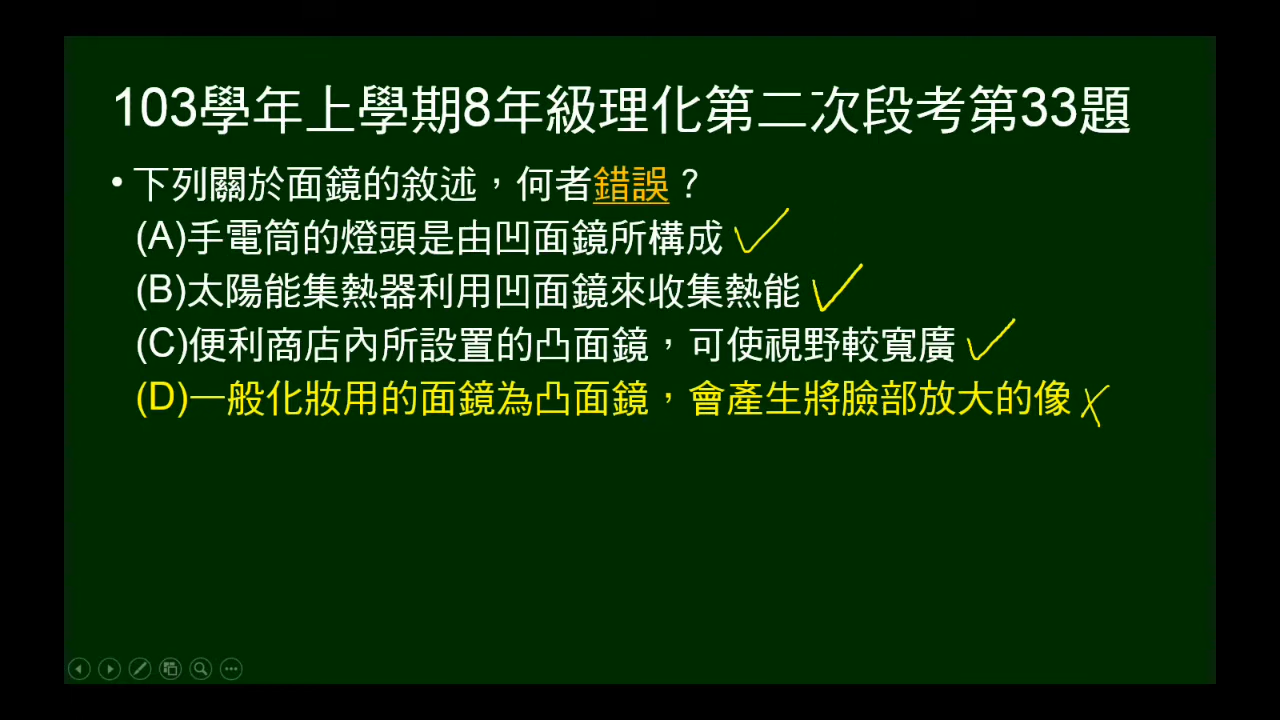 103學年上學期8年級理化第二次段考第33題
•下列關於面鏡的敘述，何者錯誤？
(A)手電筒的燈頭是由凹面鏡所構成
(B)太陽能集熱器利用凹面鏡來收集熱能
(C)便利商店內所設置的凸面鏡，可使視野較寬廣
(D)一般化妝用的面鏡為凸面鏡，會產生將臉部放大的像